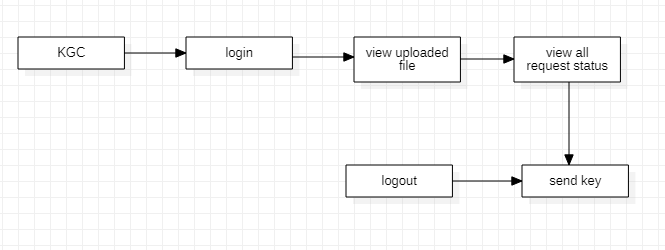 KGC
login
view uploaded
file
view all
request status
logout
send key